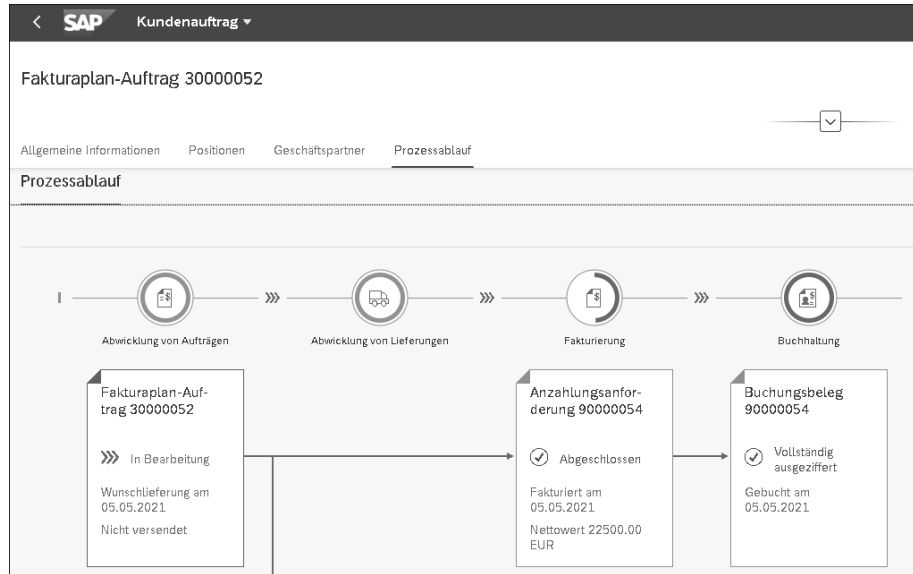 SAP Kundenauftrag
Fakturaplan-Auftrag 30000052
Allgemeine Informationen Positionen Geschäftspartner Prozessablauf
Prozessablauf
Abwicklung von Aufträgen Abwicklung von Lieferungen Fakturierung Buchhaltung
Fakturaplan-Auf-
trag 30000052
In Bearbeitung
Wunschlieferung am
05.05.2021
Nicht versendet
Anzahlungsanfor-
derung 90000054
Abgeschlossen
Fakturiert am
05.05.2021
Nettowert 22500.00
EUR
Buchungsbeleg
90000054
Vollständig
ausgeziffert
Gebucht am
05.05.2021